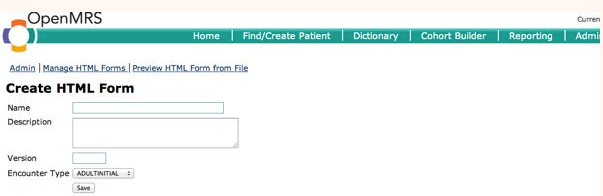 OpenMRS
Curren
Home | Find/Create Patient | Dictionary | Cohort Builder | Reporting | Admi
Admin | Manage HTML Forms | Preview HTML Form from File
Create HTML Form
Name
Description
Version
Encounter Type ADULTINITIAL
Save